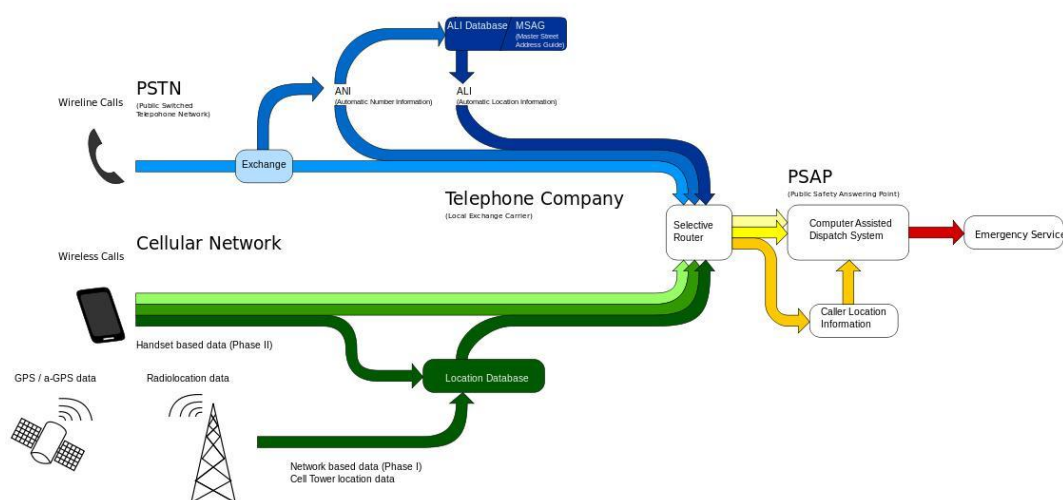 ALI Database
MSAG
(Master Street
Address Guide)
PSTN
(Public Switched
Telepohone Network)
Wireline Calls
ANI
(Automatic Number Information)
ALI
(Automatic Location Information)
Exchange
Telephone Company
(Local Exchange Carrier)
PSAP
(Public Safety Answering Point)
Selective
Router
Computer Assisted
Dispatch System
Emergency Service
Cellular Network
Wireless Calls
Caller Location
Information
Handset based data (Phase II)
GPS / a-GPS data
Radiolocation data
Location Database
Network based data (Phase I)
Cell Tower location data